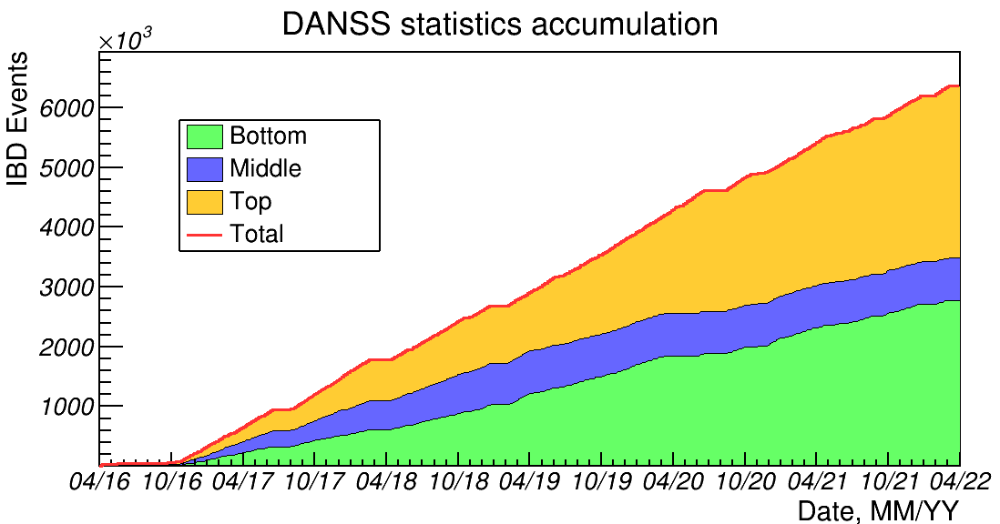 DANSS statistics accumulation
×10³
IBD Events
6000
5000
4000
3000
2000
1000
Bottom
Middle
Top
Total
04/16 10/16 04/17 10/17 04/18 10/18 04/19 10/19 04/20 10/20 04/21 10/21 04/22
Date, MM/YY